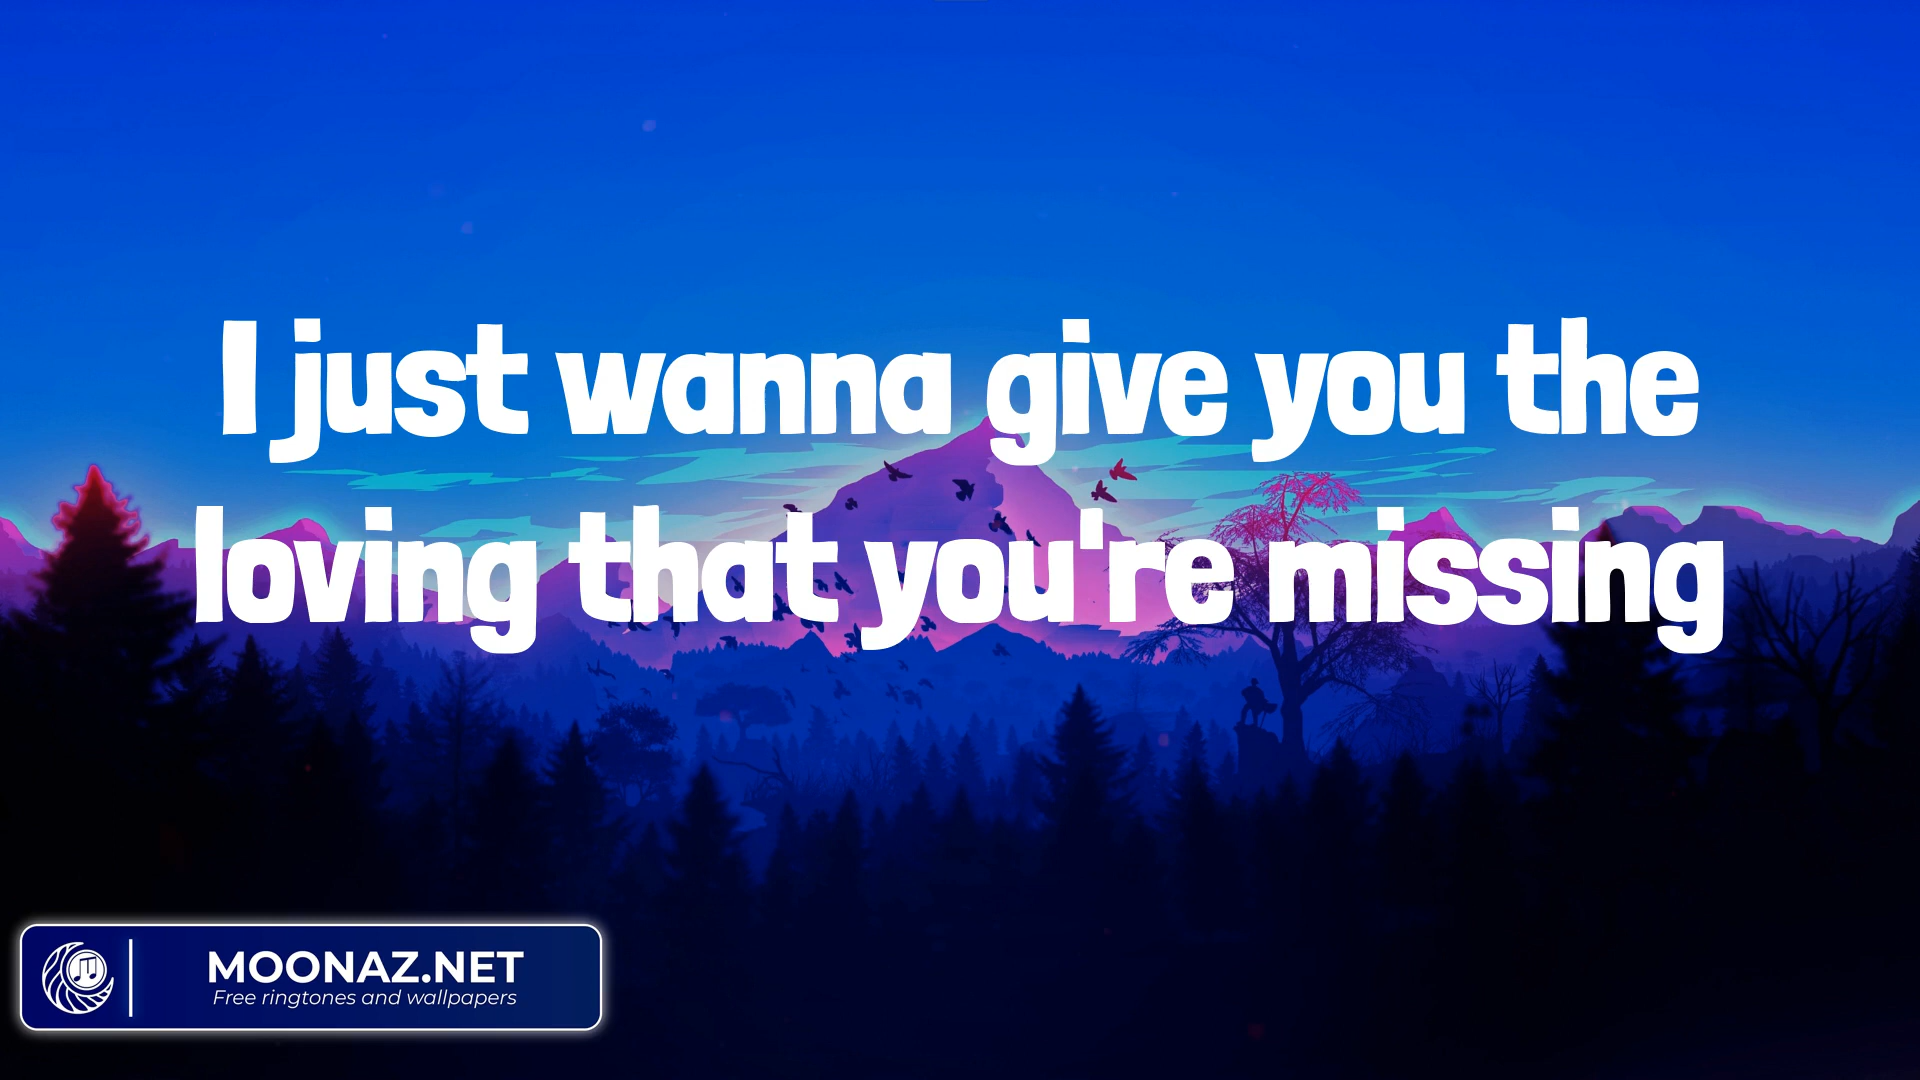 I just wanna give you the
loving that you're missing
MOONAZ.NET
Free ringtones and wallpapers